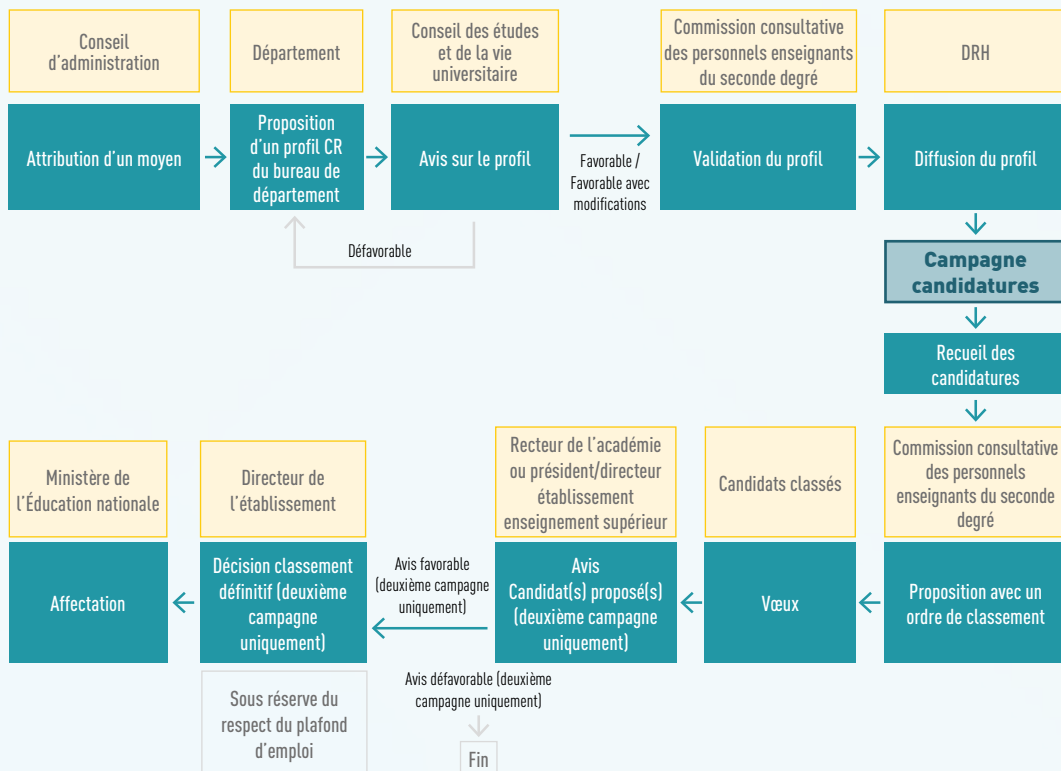 Conseil
d'administration
Département
Conseil des études
et de la vie
universitaire
Commission consultative
des personnels enseignants
du seconde degré
DRH
Attribution d'un moyen
Proposition
d'un profil CR
du bureau de
département
Avis sur le profil
Favorable /
Favorable avec
modifications
Validation du profil
Diffusion du profil
Défavorable
Campagne
candidatures
Recueil des
candidatures
Ministère de
l'Éducation nationale
Directeur de
l'établissement
Recteur de l'académie
ou président/directeur
établissement
enseignement supérieur
Candidats classés
Commission consultative
des personnels
enseignants du seconde
degré
Affectation
Décision classement
définitif (deuxième
campagne
uniquement)
Avis favorable
(deuxième campagne
uniquement)
Avis
Candidat(s) proposé(s)
(deuxième campagne
uniquement)
Vœux
Proposition avec un
ordre de classement
Sous réserve du
respect du plafond
d'emploi
Avis défavorable (deuxième
campagne uniquement)
Fin